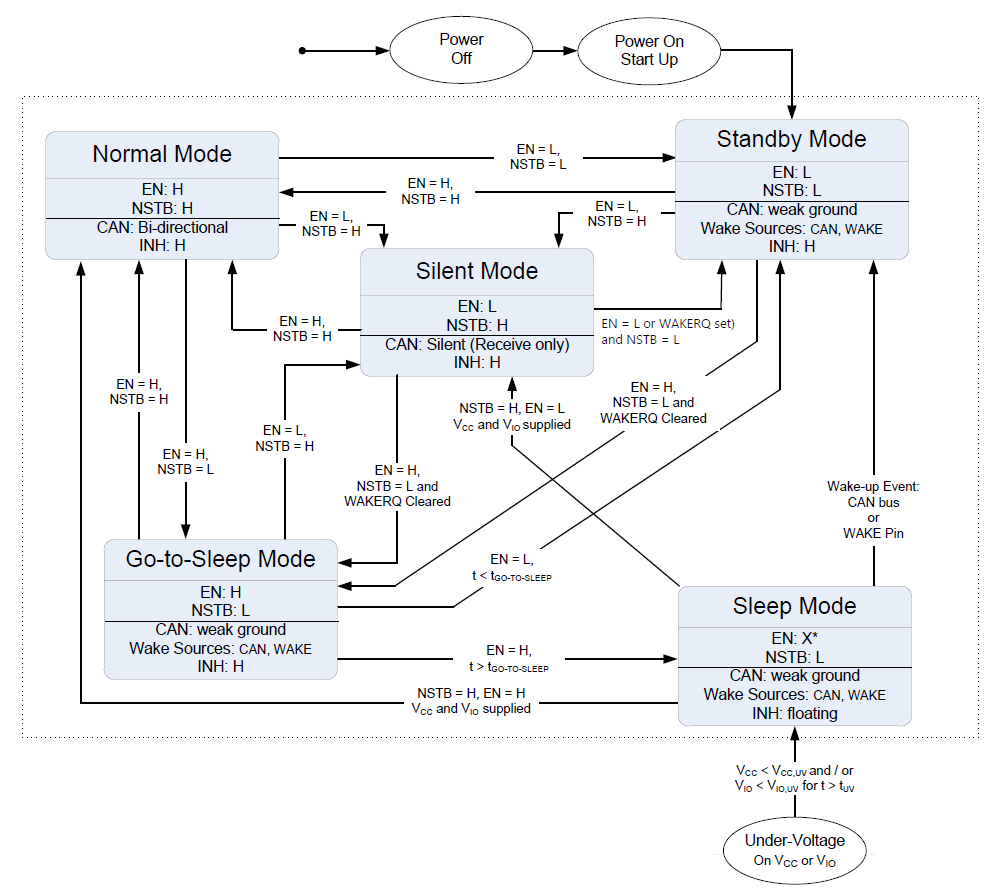 Power
Off
Power On
Start Up
Normal Mode
EN: H
NSTB: H
CAN: Bi-directional
INH: H
EN = L,
NSTB = L
EN = H,
NSTB = H
Standby Mode
EN: L
NSTB: L
CAN: weak ground
Wake Sources: CAN, WAKE
INH: H
EN = L,
NSTB = H
EN = L,
NSTB = H
Silent Mode
EN: L
NSTB: H
CAN: Silent (Receive only)
INH: H
EN = H,
NSTB = H
EN = L or WAKERQ set)
and NSTB = L
EN = H,
NSTB = H
EN = L,
NSTB = H
EN = H,
NSTB = L
NSTB = H, EN = L
VCC and VIO supplied
EN = H,
NSTB = L and
WAKERQ Cleared
EN = H,
NSTB = L and
WAKERQ Cleared
Wake-up Event:
CAN bus
or
WAKE Pin
Go-to-Sleep Mode
EN: H
NSTB: L
CAN: weak ground
Wake Sources: CAN, WAKE
INH: H
EN = L,
t < tGO-TO-SLEEP
EN = H,
t > tGO-TO-SLEEP
NSTB = H, EN = H
VCC and VIO supplied
Sleep Mode
EN: X*
NSTB: L
CAN: weak ground
Wake Sources: CAN, WAKE
INH: floating
VCC < VCC,UV and / or
VIO < VIO,UV for t > tUV
Under-Voltage
On VCC or VIO